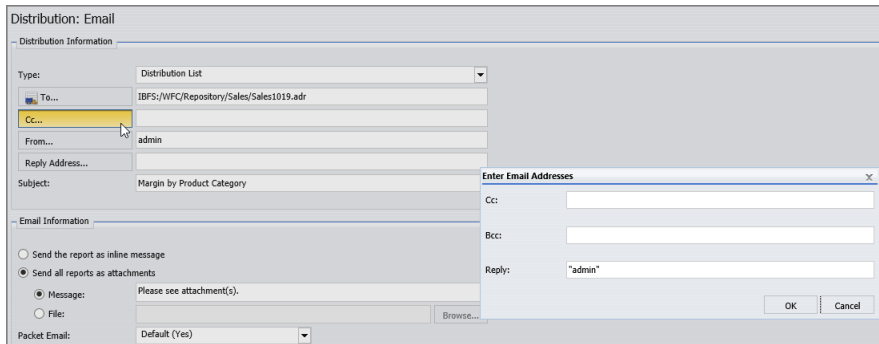 Distribution: Email
Distribution Information
Type:
Distribution List
To...
IBFS:/WFC/Repository/Sales/Sales1019.adr
Cc...
From...
admin
Reply Address...
Subject:
Margin by Product Category
Enter Email Addresses
x
Cc:
Bcc:
Reply:
"admin"
OK
Cancel
Email Information
Send the report as inline message
Send all reports as attachments
Message:
Please see attachment(s).
File:
Browse...
Packet Email:
Default (Yes)